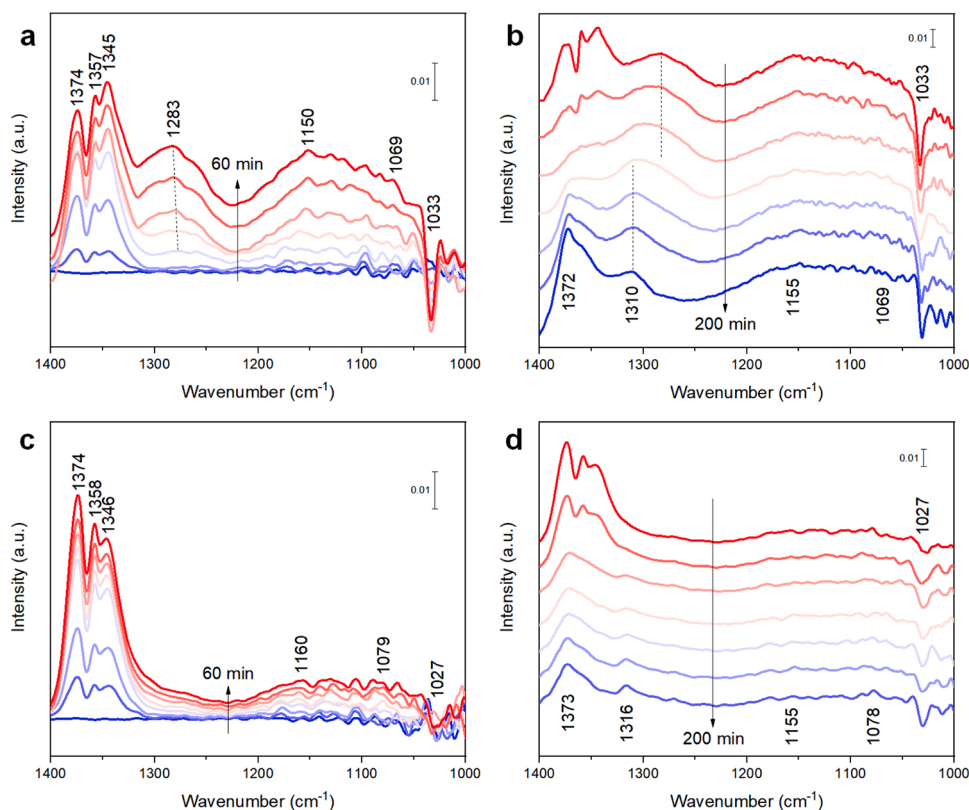 a
1374
1357
1345
1283
60 min
1150
1069
1033
0.01
Intensity (a.u.)
1400 1300 1200 1100 1000
Wavenumber (cm⁻¹)
b
0.01
1033
1372
1310
200 min
1155
1069
Intensity (a.u.)
1400 1300 1200 1100 1000
Wavenumber (cm⁻¹)
c
1374
1358
1346
0.01
60 min
1160
1079
1027
Intensity (a.u.)
1400 1300 1200 1100 1000
Wavenumber (cm⁻¹)
d
0.01
1027
1373
1316
200 min
1155
1078
Intensity (a.u.)
1400 1300 1200 1100 1000
Wavenumber (cm⁻¹)